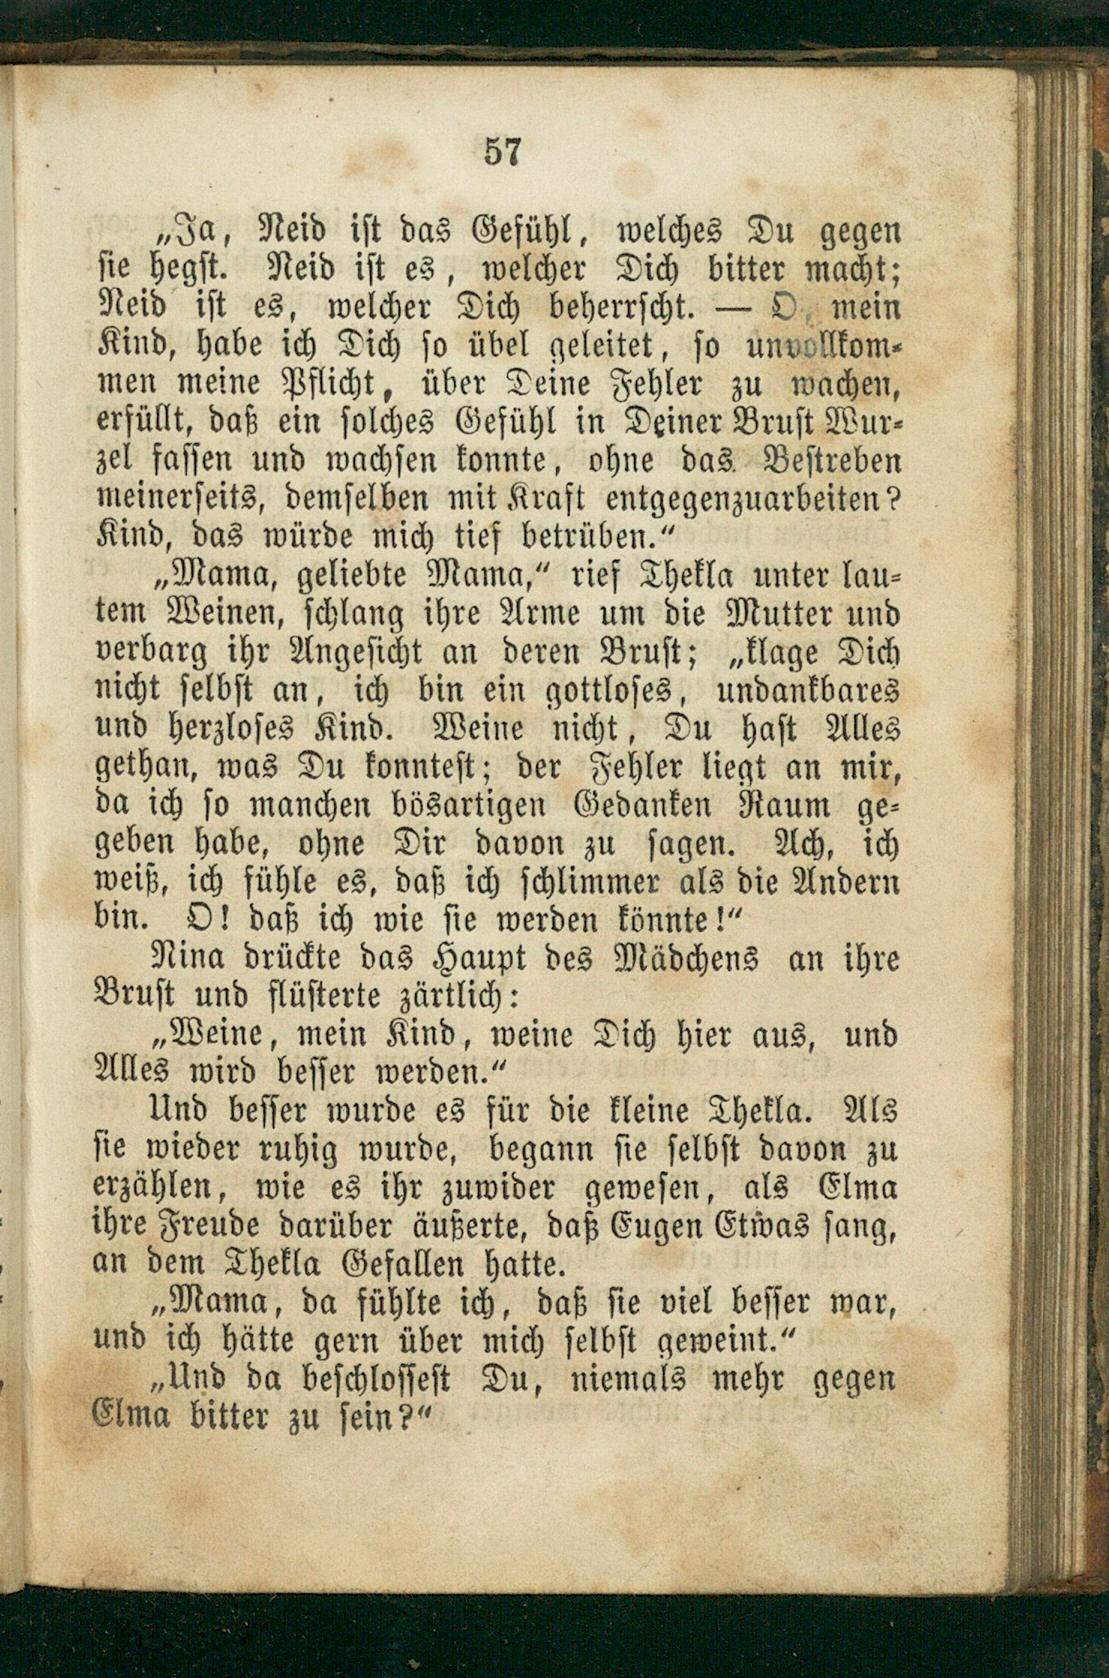 57
„Ja, Neid ist das Gefühl, welches Du gegen
sie hegst. Neid ist es, welcher Dich bitter macht;
Neid ist es, welcher Dich beherrscht. — O, mein
Kind, habe ich Dich so übel geleitet, so unvollkom-
men meine Pflicht, über Deine Fehler zu wachen,
erfüllt, daß ein solches Gefühl in Deiner Brust Wur-
zel fassen und wachsen konnte, ohne das Bestreben
meinerseits, demselben mit Kraft entgegenzuarbeiten?
Kind, das würde mich tief betrüben.“
„Mama, geliebte Mama,“ rief Thekla unter lau-
tem Weinen, schlang ihre Arme um die Mutter und
verbarg ihr Angesicht an deren Brust; „klage Dich
nicht selbst an, ich bin ein gottloses, undankbares
und herzloses Kind. Weine nicht, Du hast Alles
gethan, was Du konntest; der Fehler liegt an mir,
da ich so manchen bösartigen Gedanken Raum ge-
geben habe, ohne Dir davon zu sagen. Ach, ich
weiß, ich fühle es, daß ich schlimmer als die Andern
bin. O! daß ich wie sie werden könnte!“
Nina drückte das Haupt des Mädchens an ihre
Brust und flüsterte zärtlich:
„Weine, mein Kind, weine Dich hier aus, und
Alles wird besser werden.“
Und besser wurde es für die kleine Thekla. Als
sie wieder ruhig wurde, begann sie selbst davon zu
erzählen, wie es ihr zuwider gewesen, als Elma
ihre Freude darüber äußerte, daß Eugen Etwas sang,
an dem Thekla Gefallen hatte.
„Mama, da fühlte ich, daß sie viel besser war,
und ich hätte gern über mich selbst geweint.“
„Und da beschlossest Du, niemals mehr gegen
Elma bitter zu sein?“